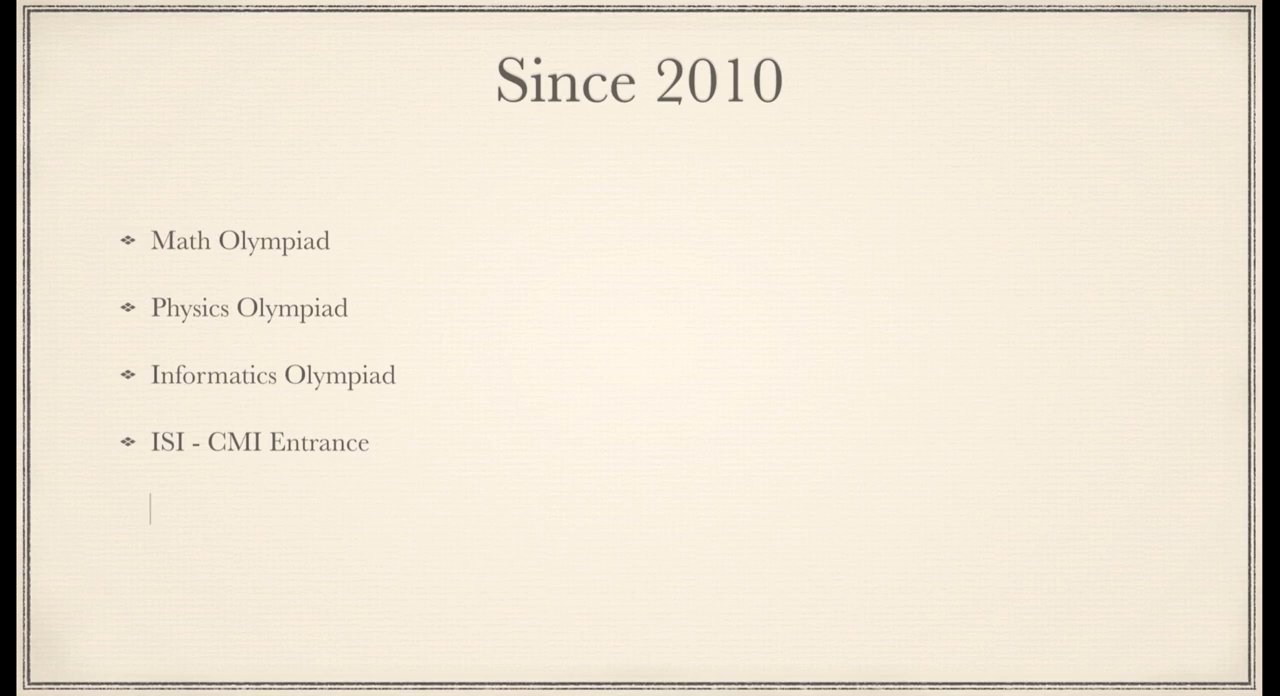 Since 2010
Math Olympiad
Physics Olympiad
Informatics Olympiad
ISI - CMI Entrance